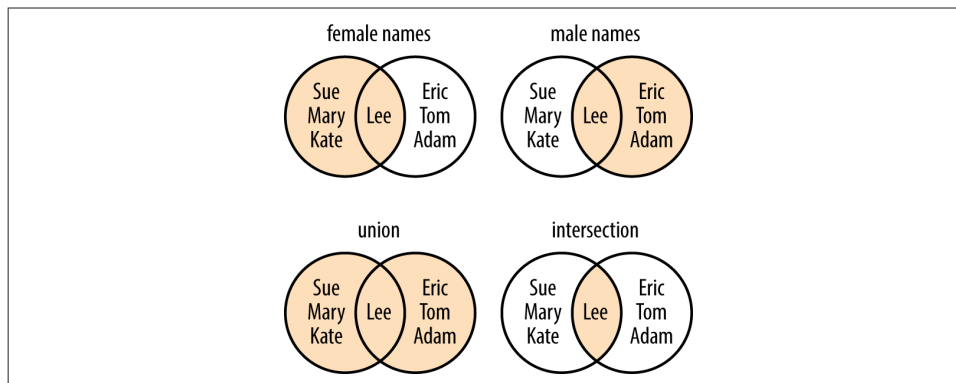 female names
Sue
Mary
Kate
Lee
Eric
Tom
Adam
male names
Sue
Mary
Kate
Lee
Eric
Tom
Adam
union
Sue
Mary
Kate
Lee
Eric
Tom
Adam
intersection
Sue
Mary
Kate
Lee
Eric
Tom
Adam